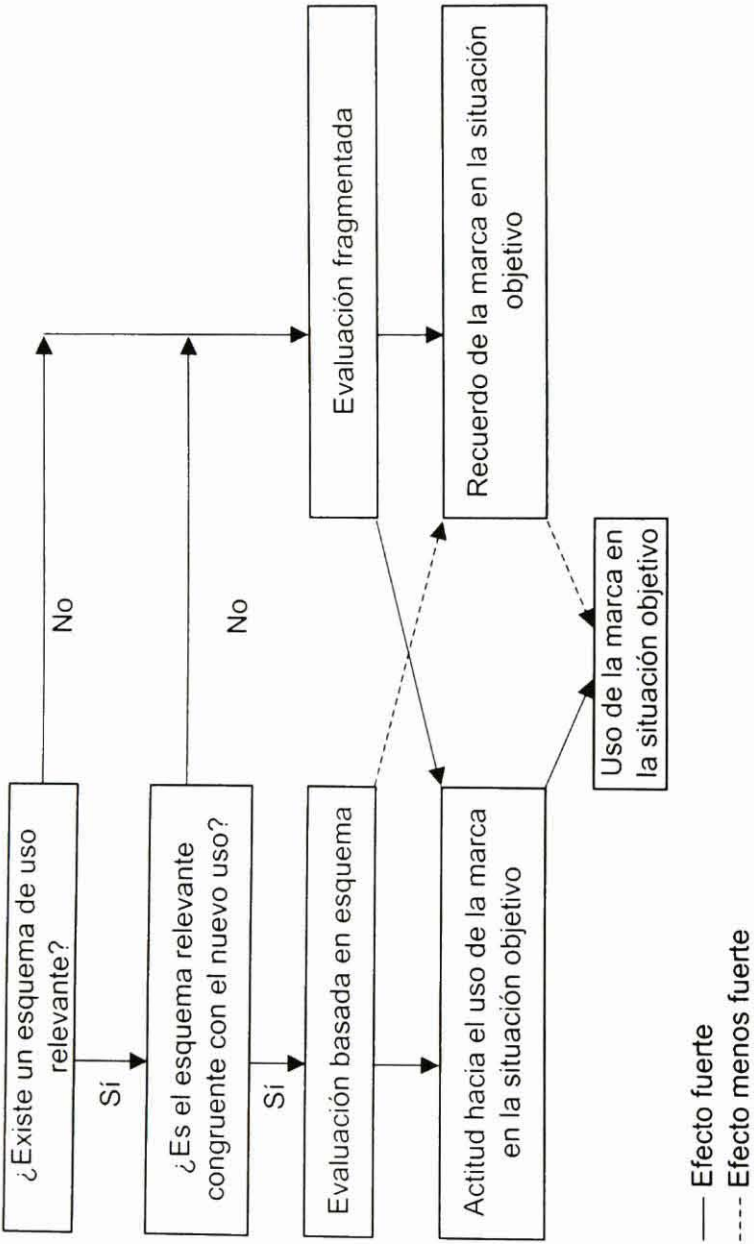 ¿Existe un esquema de uso
relevante?
No
Sí
¿Es el esquema relevante
congruente con el nuevo uso?
No
Sí
Evaluación basada en esquema
Evaluación fragmentada
Actitud hacia el uso de la marca
en la situación objetivo
Recuerdo de la marca en la situación
objetivo
Uso de la marca en
la situación objetivo
Efecto fuerte
Efecto menos fuerte